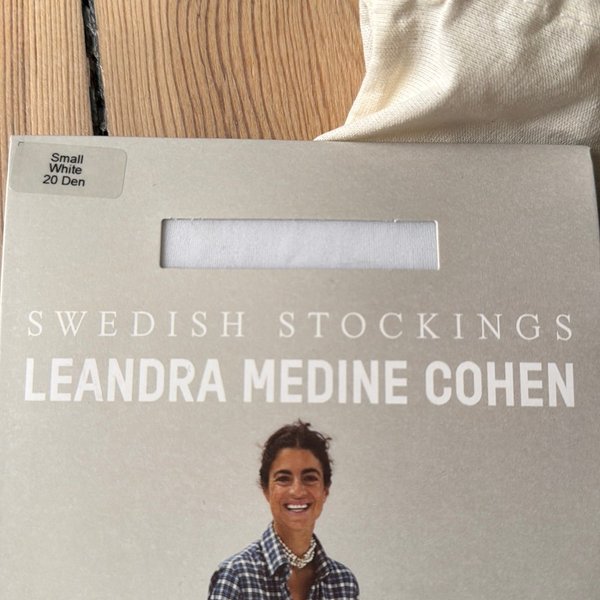 Small
White
20 Den
SWEDISH STOCKINGS
LEANDRA MEDINE COHEN